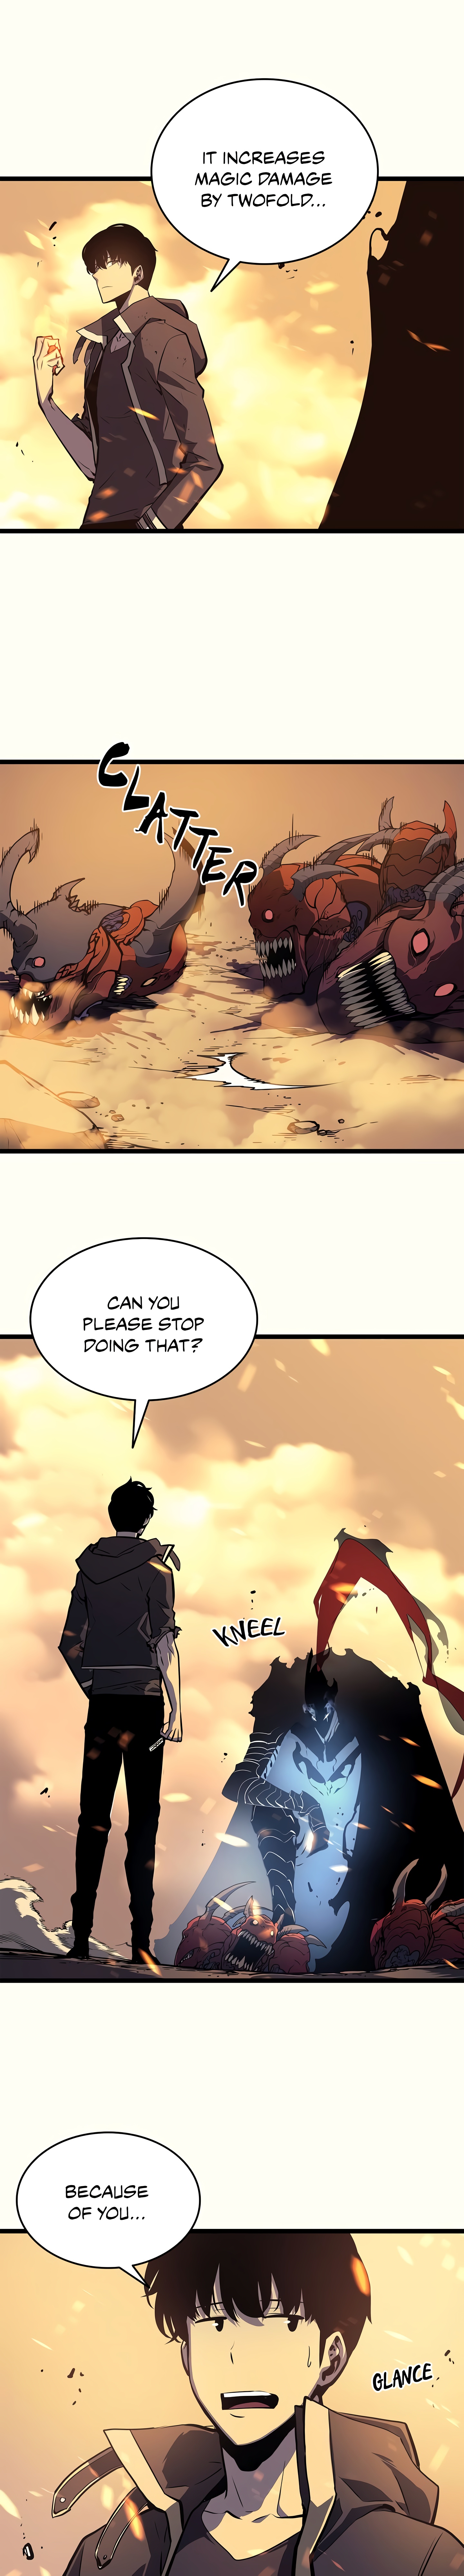 IT INCREASES
MAGIC DAMAGE
BY TWOFOLD...
CLATTER
CAN YOU
PLEASE STOP
DOING THAT?
KNEEL
BECAUSE
OF YOU...
GLANCE